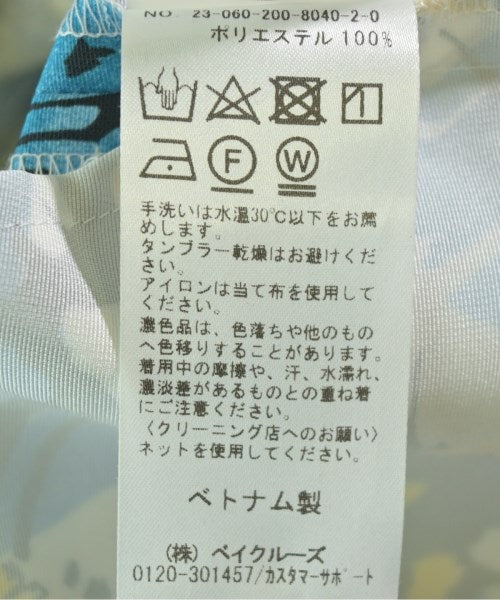 NO. 23-060-200-8040-2-0
ポリエステル 100%
F
W
手洗いは水温30℃以下をお薦
めします。
タンブラー乾燥はお避けくだ
さい。
アイロンは当て布を使用して
ください。
濃色品は、色落ちや他のもの
へ色移りすることがあります。
着用中の摩擦や、汗、水濡れ、
濃淡差があるものとの重ね着
にご注意ください。
〈クリーニング店へのお願い〉
ネットを使用してください。
ベトナム製
(株) ベイクルーズ
0120-301457/カスタマーサポート